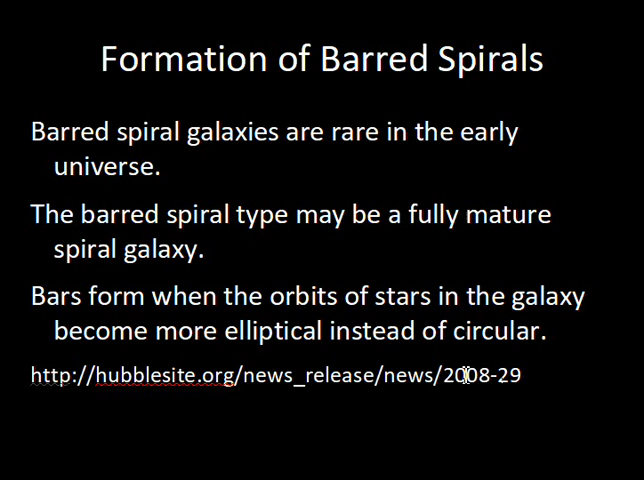 Formation of Barred Spirals
Barred spiral galaxies are rare in the early
universe.
The barred spiral type may be a fully mature
spiral galaxy.
Bars form when the orbits of stars in the galaxy
become more elliptical instead of circular.
http://hubblesite.org/news_release/news/2008-29